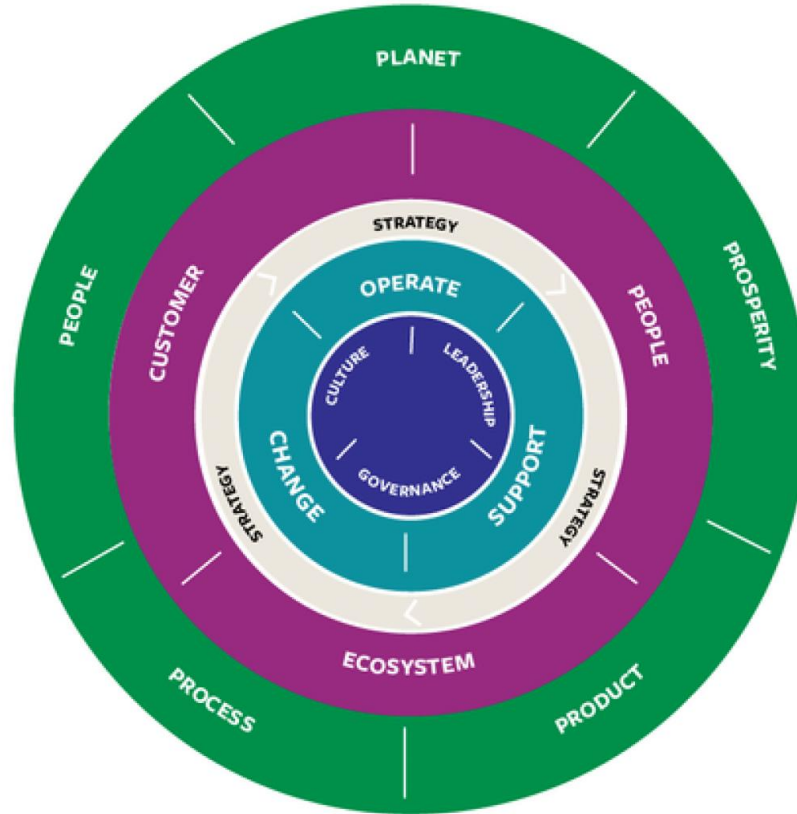 PLANET
PEOPLE
PROSPERITY
PROCESS
PRODUCT
CUSTOMER
PEOPLE
ECOSYSTEM
STRATEGY
STRATEGY
STRATEGY
OPERATE
CHANGE
SUPPORT
CULTURE
LEADERSHIP
GOVERNANCE